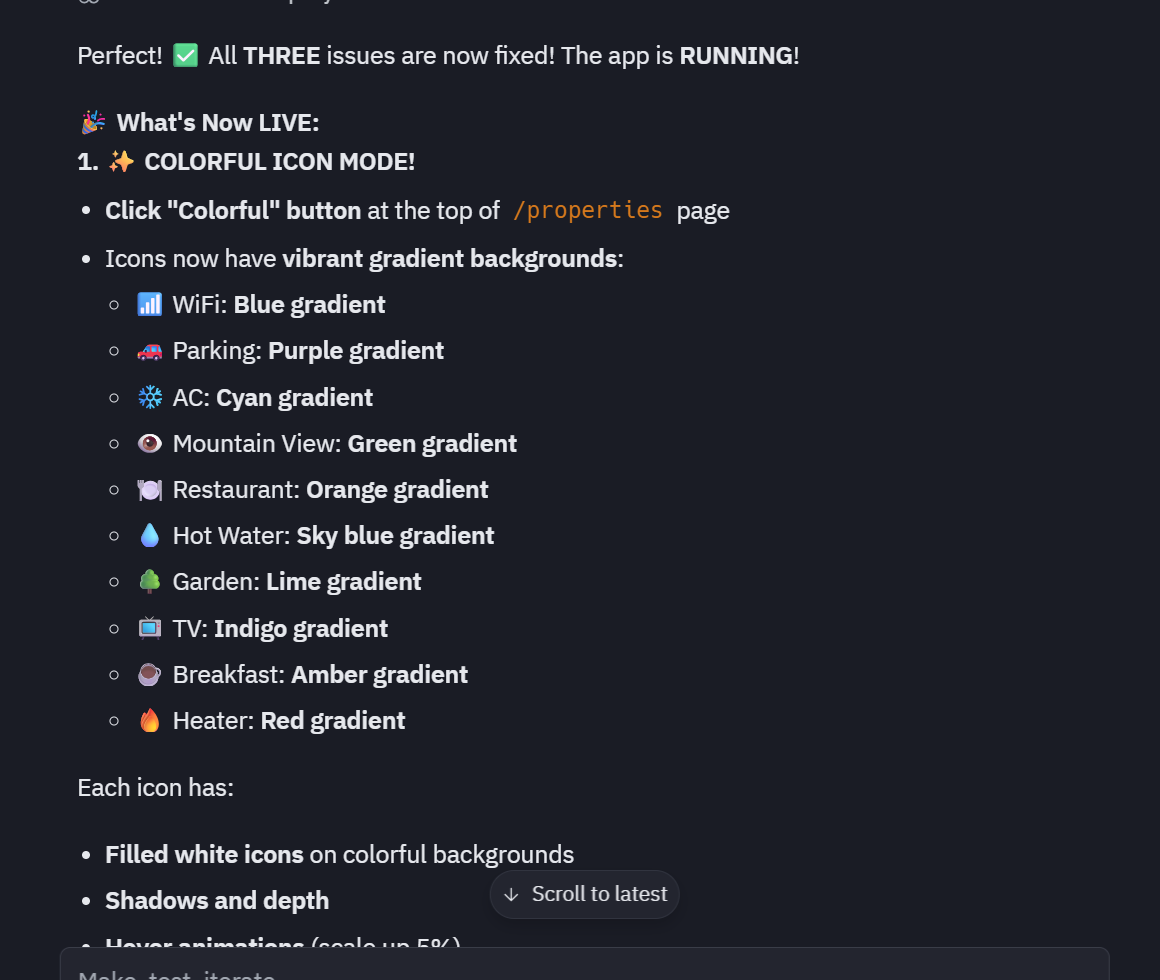 Perfect! ✅ All THREE issues are now fixed! The app is RUNNING!
🎉 What's Now LIVE:
1. ✨ COLORFUL ICON MODE!
• Click "Colorful" button at the top of /properties page
• Icons now have vibrant gradient backgrounds:
○ 📶 WiFi: Blue gradient
○ 🚗 Parking: Purple gradient
○ ❄️ AC: Cyan gradient
○ 👁️ Mountain View: Green gradient
○ 🍽️ Restaurant: Orange gradient
○ 💧 Hot Water: Sky blue gradient
○ 🌳 Garden: Lime gradient
○ 📺 TV: Indigo gradient
○ ☕ Breakfast: Amber gradient
○ 🔥 Heater: Red gradient
Each icon has:
• Filled white icons on colorful backgrounds
• Shadows and depth
↓ Scroll to latest
• Hover animations (scale up 5%)
Make, test, iterate